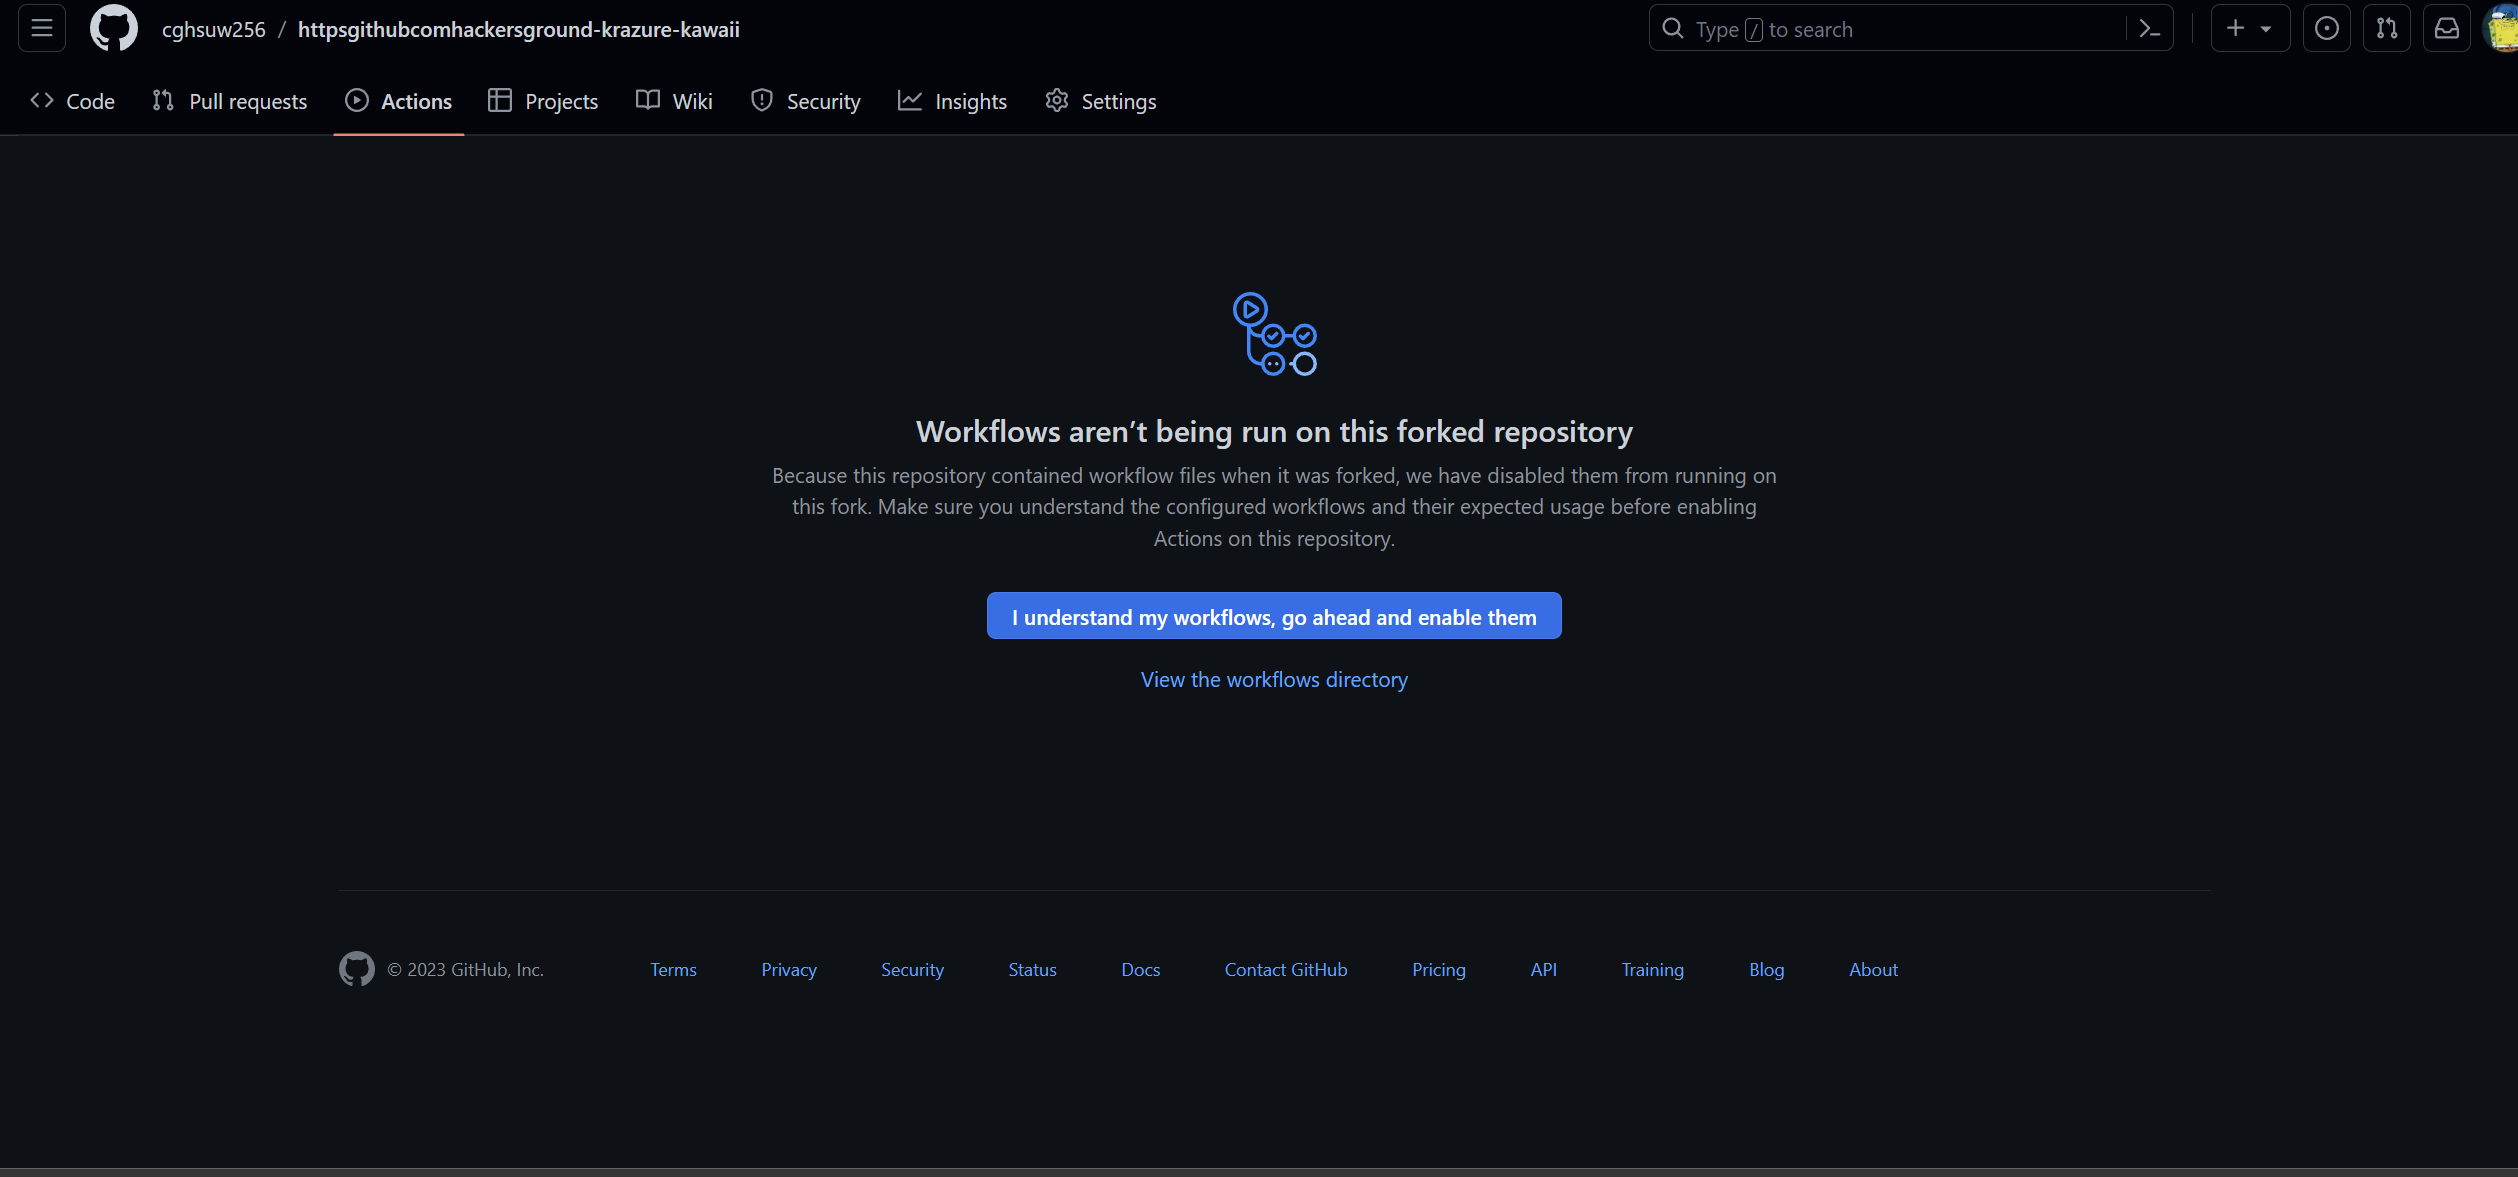 cghsuw256 / httpsgithubcomhackersground-krazure-kawaii
Type / to search
Code Pull requests Actions Projects Wiki Security Insights Settings
Workflows aren’t being run on this forked repository
Because this repository contained workflow files when it was forked, we have disabled them from running on
this fork. Make sure you understand the configured workflows and their expected usage before enabling
Actions on this repository.
I understand my workflows, go ahead and enable them
View the workflows directory
© 2023 GitHub, Inc. Terms Privacy Security Status Docs Contact GitHub Pricing API Training Blog About